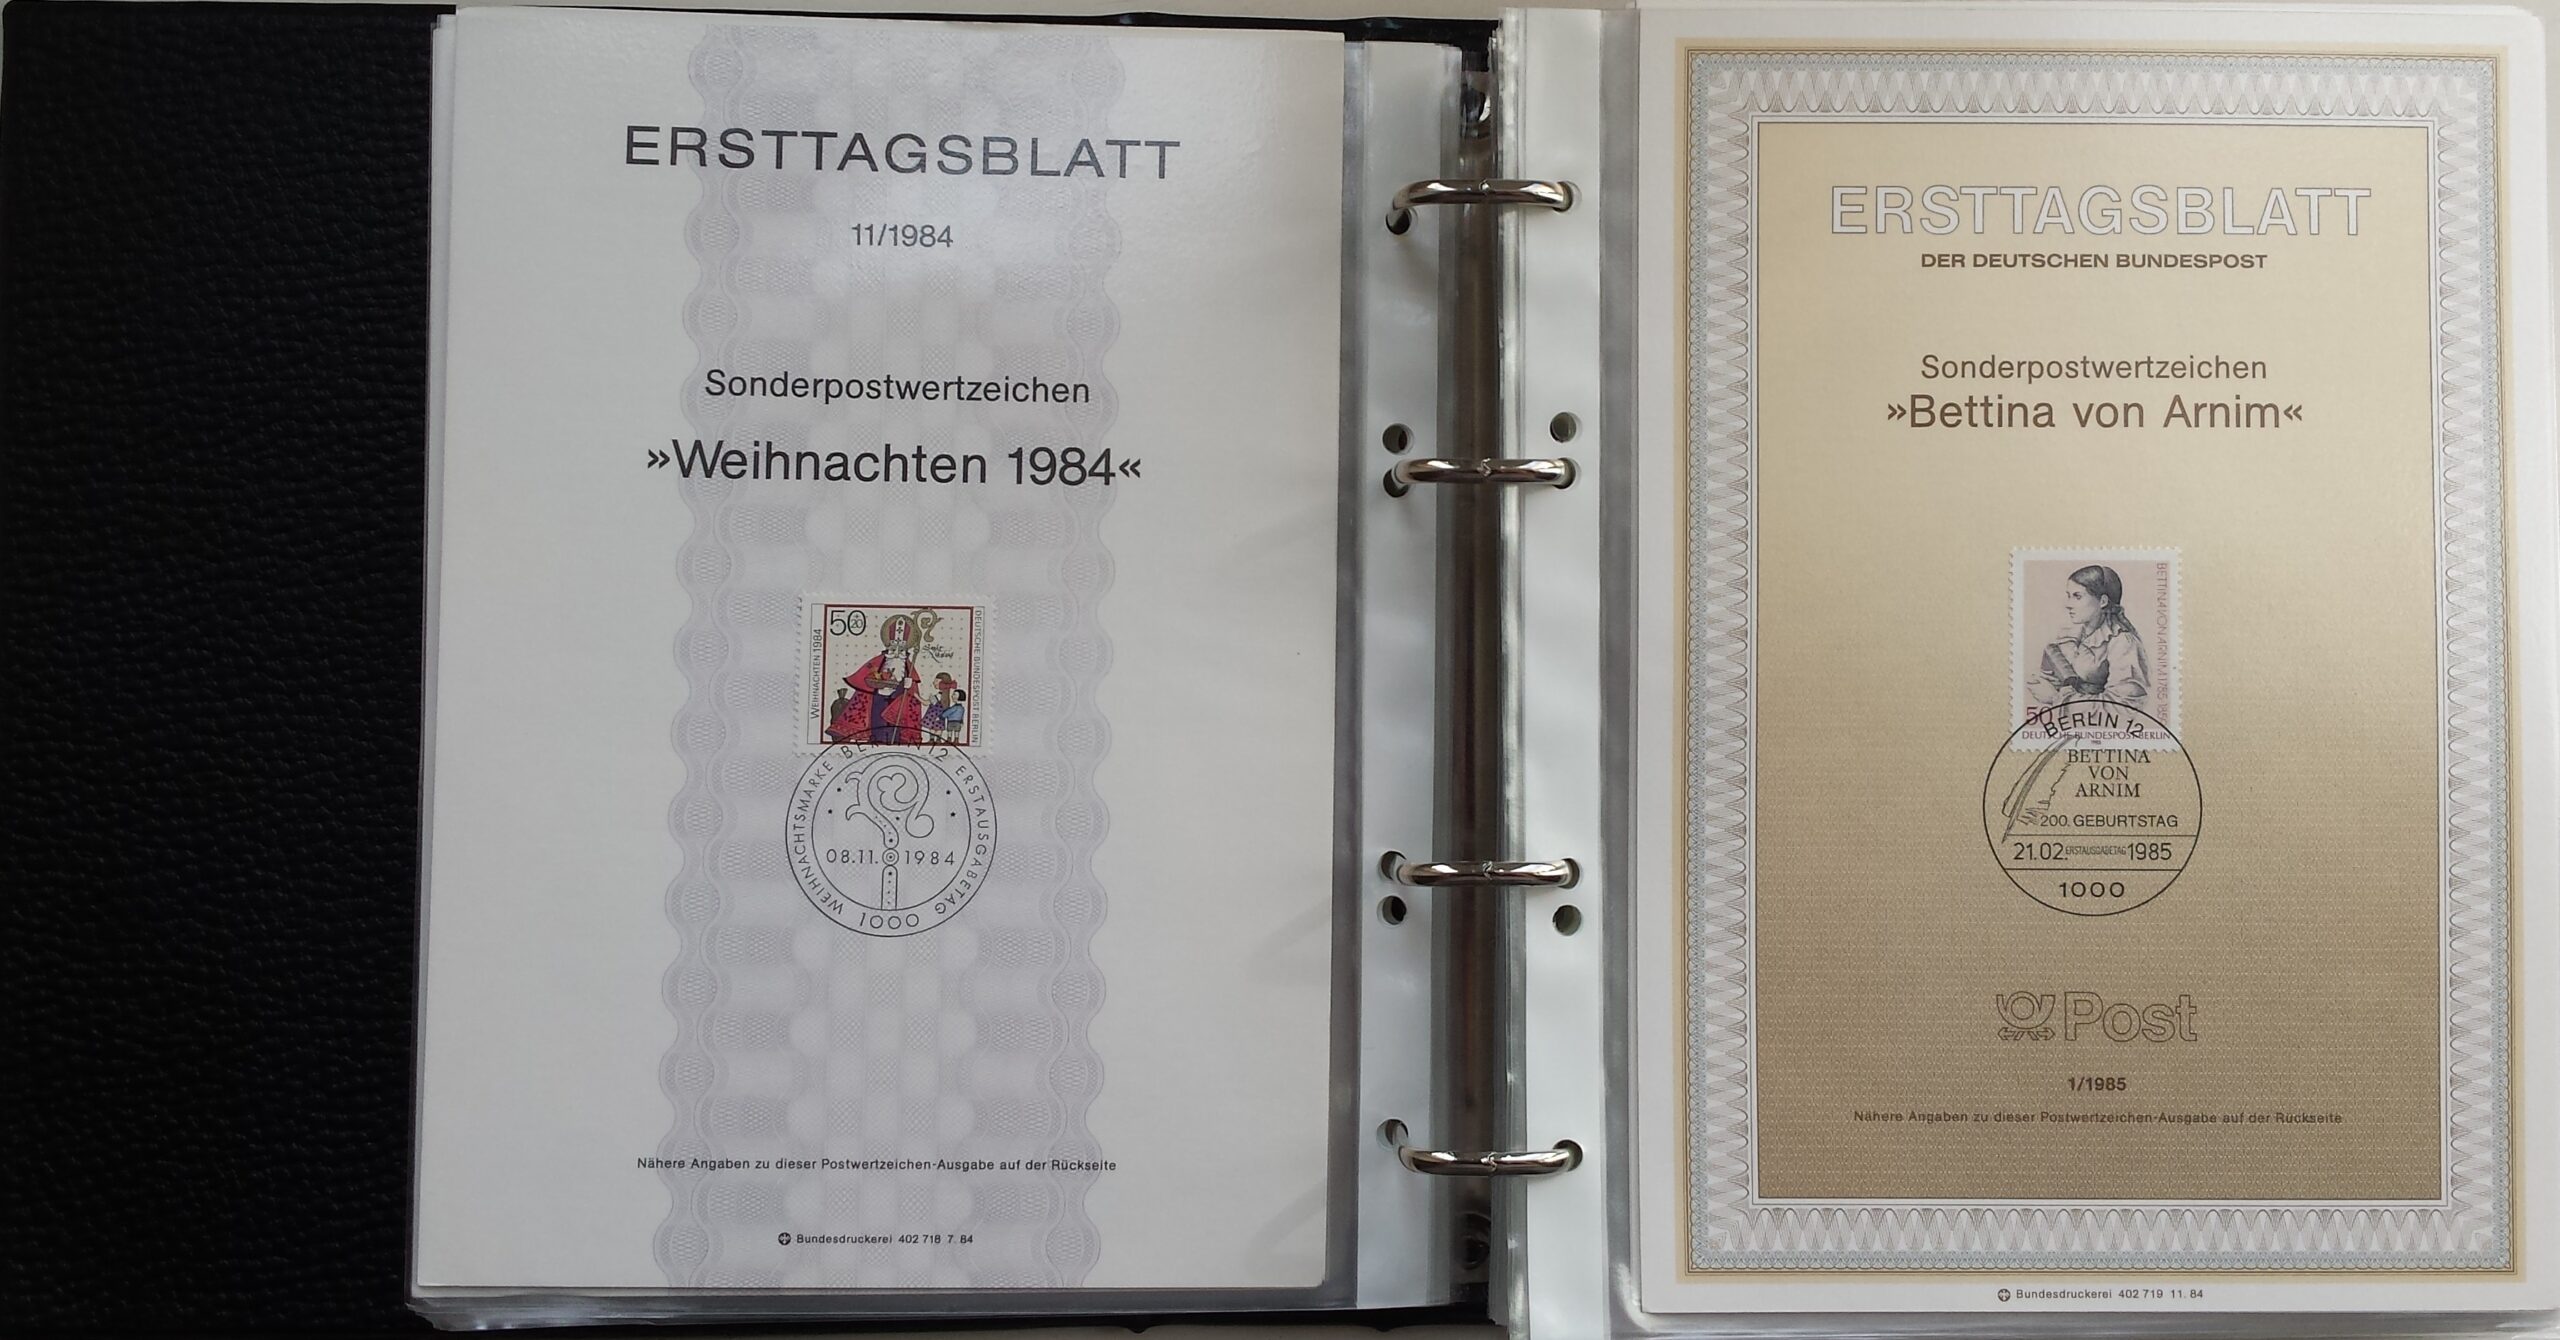 ERSTTAGSBLATT
11/1984
Sonderpostwertzeichen
»Weihnachten 1984«
50
20
WEIHNACHTEN 1984
DEUTSCHE BUNDESPOST BERLIN
BERLIN 12
WEIHNACHTSMARKE
ERSTAUSGABETAG
08.11.1984
1000
Nähere Angaben zu dieser Postwertzeichen-Ausgabe auf der Rückseite
Bundesdruckerei 402 718 7. 84
ERSTTAGSBLATT
DER DEUTSCHEN BUNDESPOST
Sonderpostwertzeichen
»Bettina von Arnim«
BETTINA VON ARNIM 1785
50
DEUTSCHE BUNDESPOST BERLIN
BERLIN 12
BETTINA
VON
ARNIM
200. GEBURTSTAG
21.02. ERSTAUSGABETAG 1985
1000
Post
1/1985
Nähere Angaben zu dieser Postwertzeichen-Ausgabe auf der Rückseite
Bundesdruckerei 402 719 11. 84